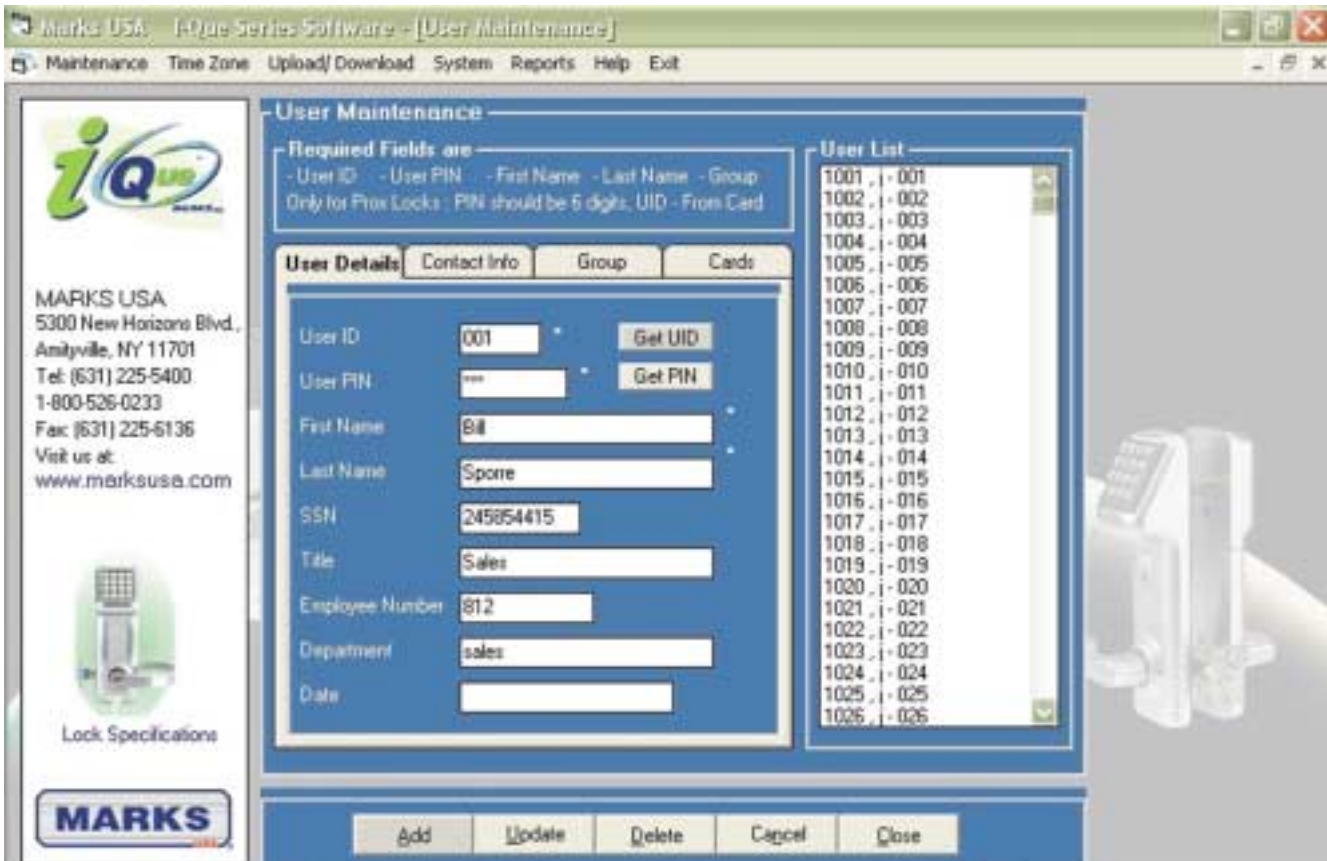 Marks USA I-Que Series Software - [User Maintenance]
Maintenance Time Zone Upload/Download System Reports Help Exit
iQue
MARKS USA
5300 New Horizons Blvd.,
Amityville, NY 11701
Tel: (631) 225-5400
1-800-526-0233
Fax: (631) 225-6136
Visit us at:
www.marksusa.com
Lock Specifications
MARKS
USA
User Maintenance
Required Fields are
- User ID - User PIN - First Name - Last Name - Group
Only for Prox Locks : PIN should be 6 digits, UID - From Card
User Details Contact Info Group Cards
User ID 001 * Get UID
User PIN *** * Get PIN
First Name Bill *
Last Name Sporre *
SSN 245854415
Title Sales
Employee Number 812
Department sales
Date
User List
1001 , i - 001
1002 , i - 002
1003 , i - 003
1004 , i - 004
1005 , i - 005
1006 , i - 006
1007 , i - 007
1008 , i - 008
1009 , i - 009
1010 , i - 010
1011 , i - 011
1012 , i - 012
1013 , i - 013
1014 , i - 014
1015 , i - 015
1016 , i - 016
1017 , i - 017
1018 , i - 018
1019 , i - 019
1020 , i - 020
1021 , i - 021
1022 , i - 022
1023 , i - 023
1024 , i - 024
1025 , i - 025
1026 , i - 026
Add Update Delete Cancel Close